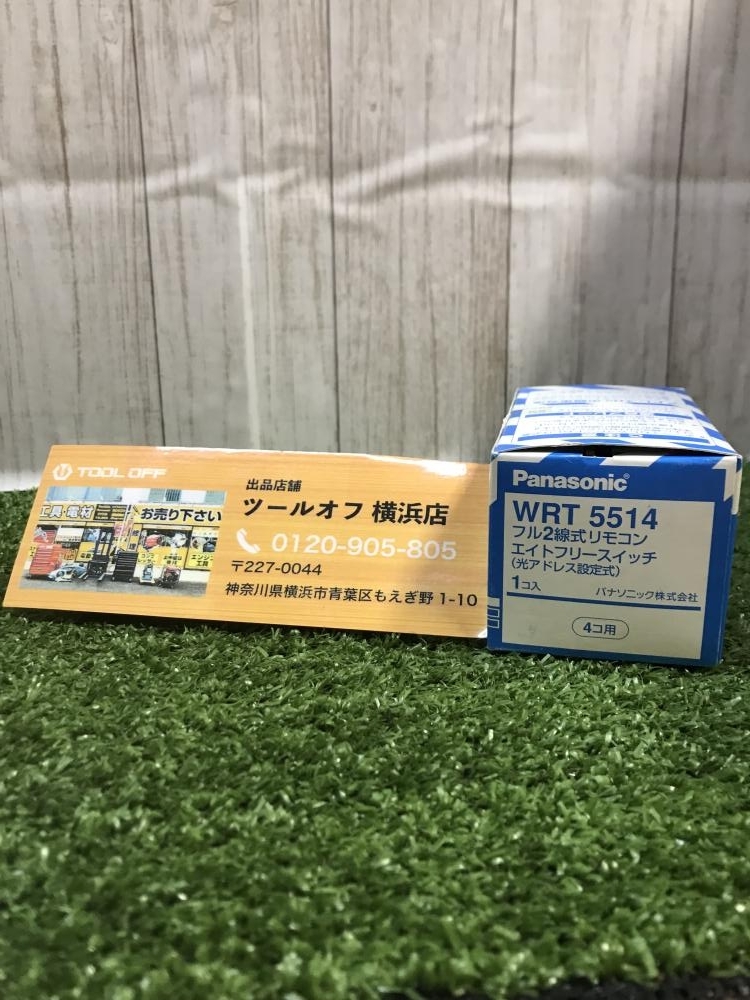 TOOL OFF
工具・電材
お売り下さい
出品店舗
ツールオフ 横浜店
0120-905-805
〒227-0044
神奈川県横浜市青葉区もえぎ野 1-10
Panasonic
WRT 5514
フル2線式リモコン
エイトフリースイッチ
(光アドレス設定式)
1コ入
パナソニック株式会社
4コ用